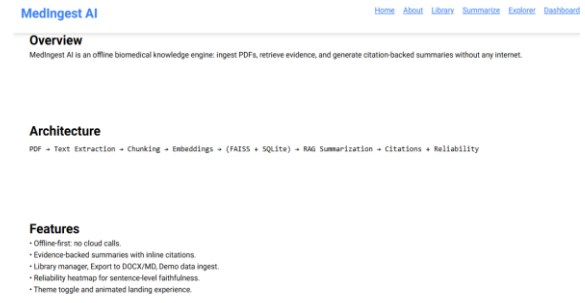 MedIngest AI
Home About Library Summarize Explorer Dashboard
Overview
MedIngest AI is an offline biomedical knowledge engine: ingest PDFs, retrieve evidence, and generate citation-backed summaries without any internet.
Architecture
PDF → Text Extraction → Chunking → Embeddings → (FAISS + SQLite) → RAG Summarization → Citations + Reliability
Features
• Offline-first: no cloud calls.
• Evidence-backed summaries with inline citations.
• Library manager, Export to DOCX/MD, Demo data ingest.
• Reliability heatmap for sentence-level faithfulness.
• Theme toggle and animated landing experience.